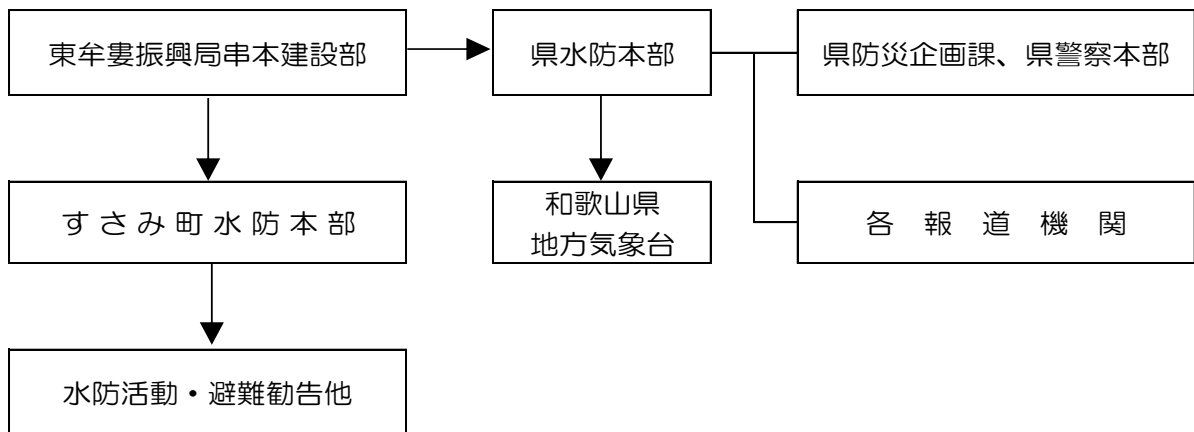 東牟婁振興局串本建設部
県水防本部
県防災企画課、県警察本部
すさみ町水防本部
和歌山県
地方気象台
各報道機関
水防活動・避難勧告他